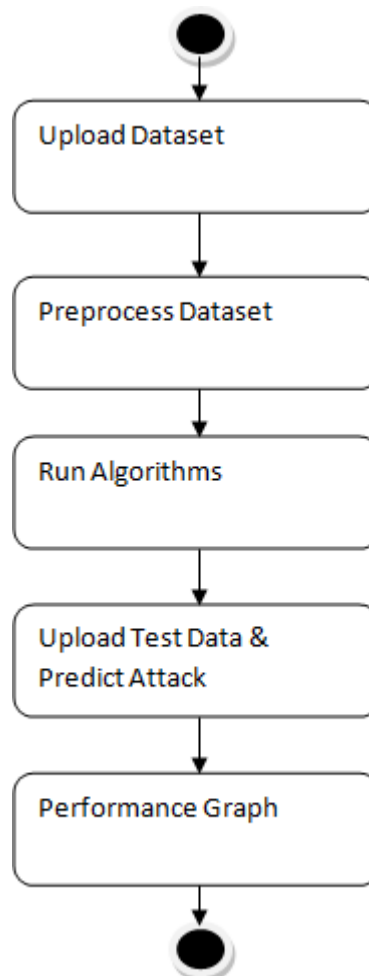 Upload Dataset
Preprocess Dataset
Run Algorithms
Upload Test Data &
Predict Attack
Performance Graph